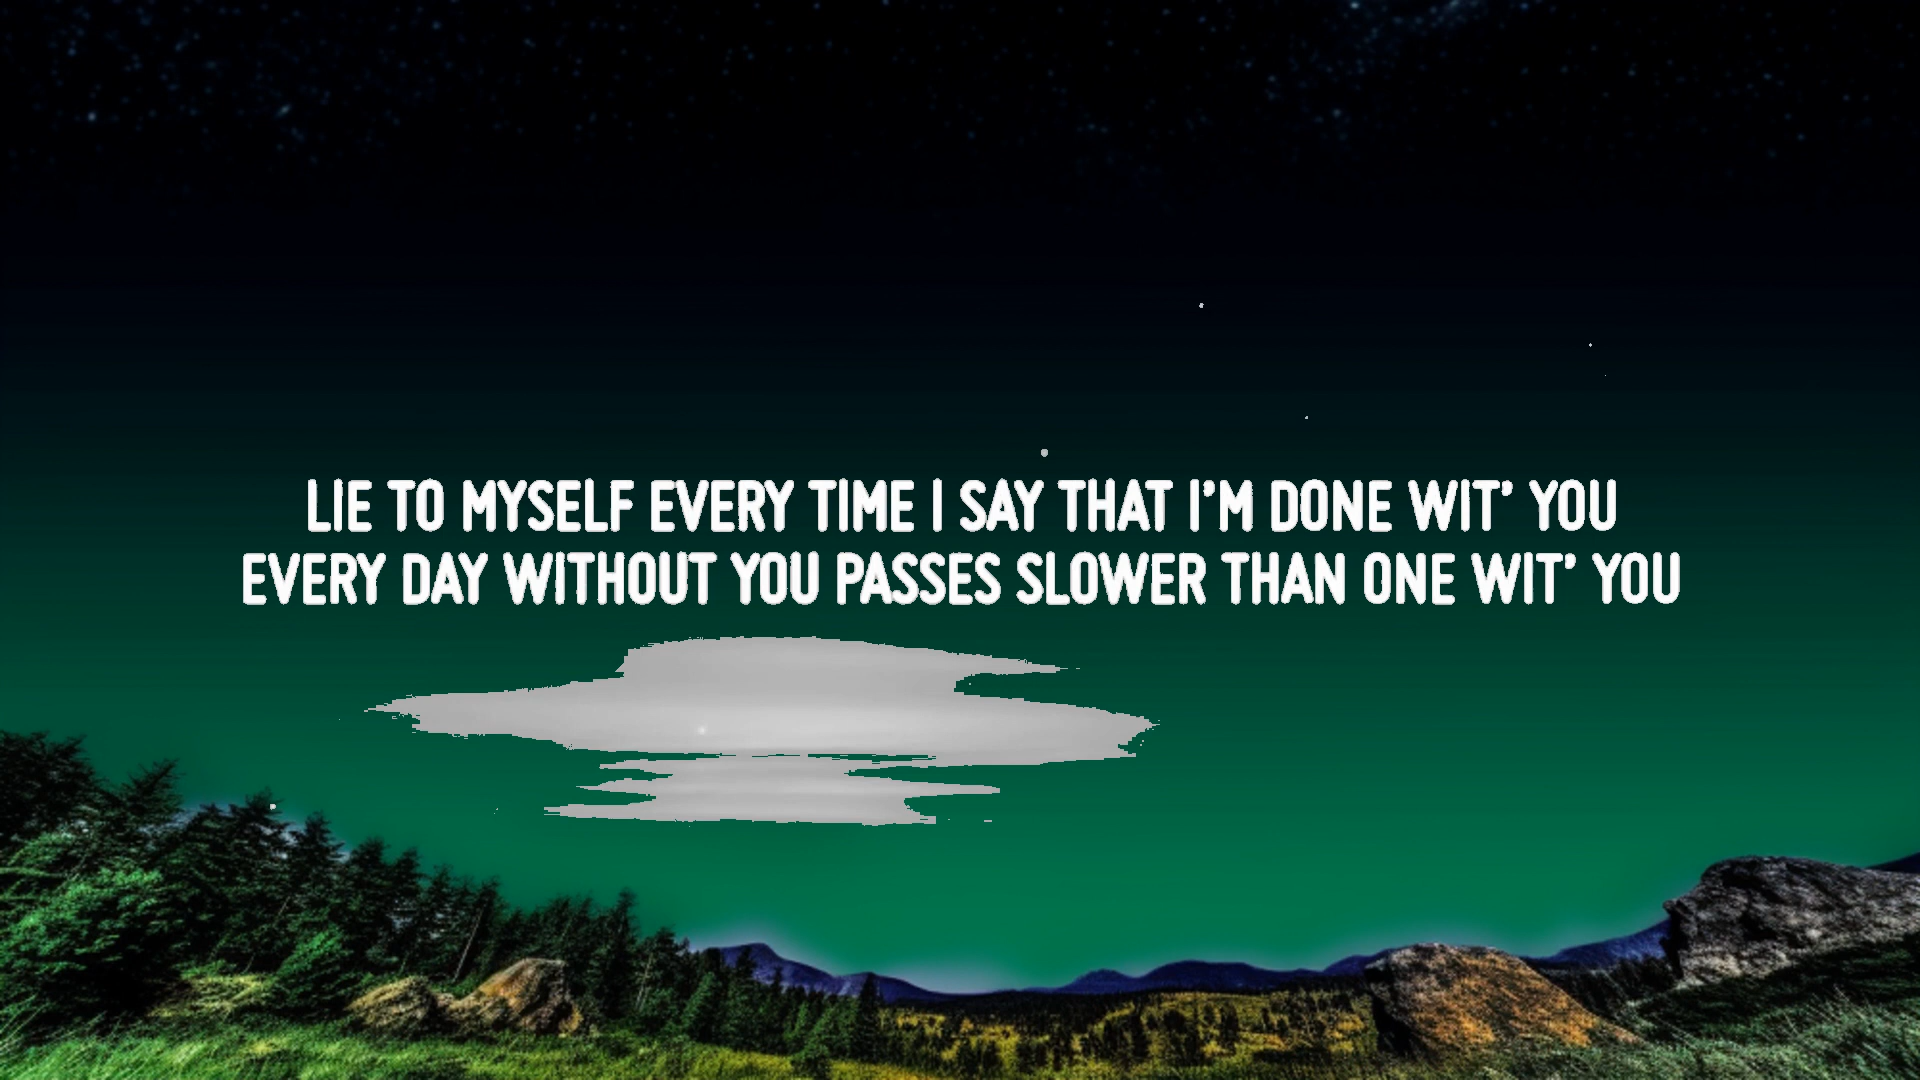 LIE TO MYSELF EVERY TIME I SAY THAT I'M DONE WIT' YOU
EVERY DAY WITHOUT YOU PASSES SLOWER THAN ONE WIT' YOU